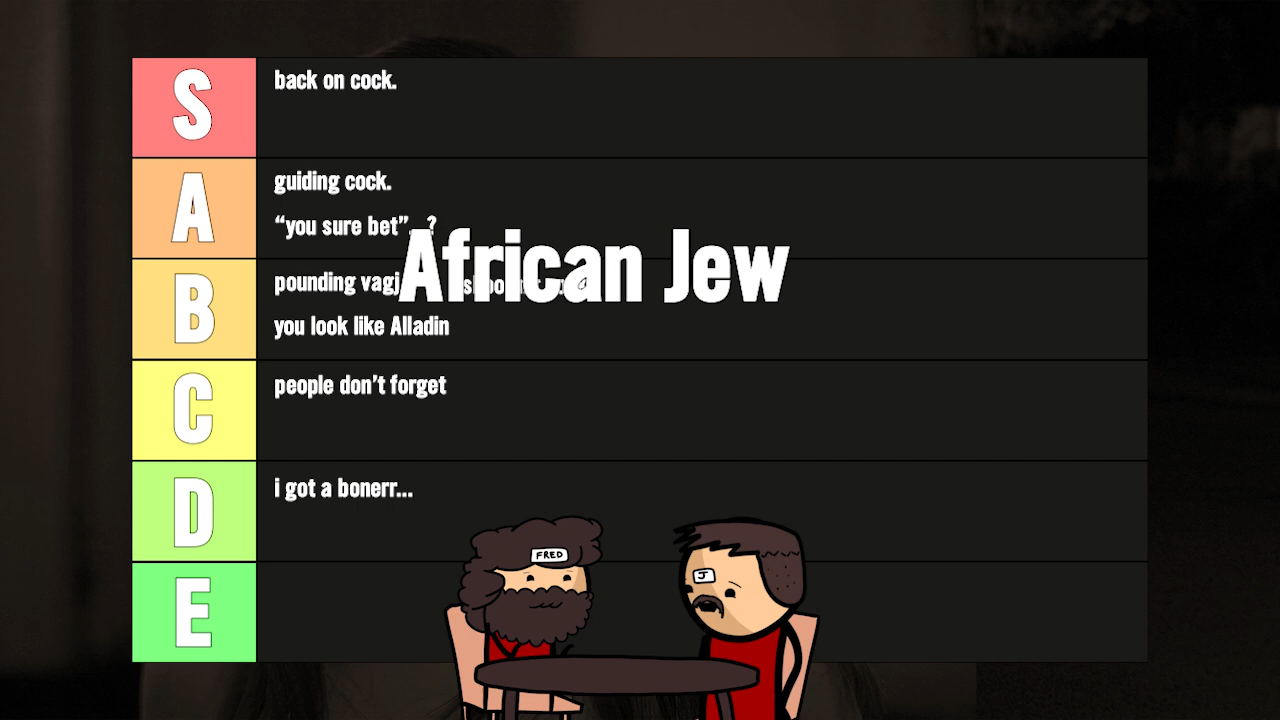 S
back on cock.
A
guiding cock.
“you sure bet”...?
African Jew
B
pounding vagj
you look like Alladin
C
people don’t forget
D
i got a bonerr...
E
FRED
J